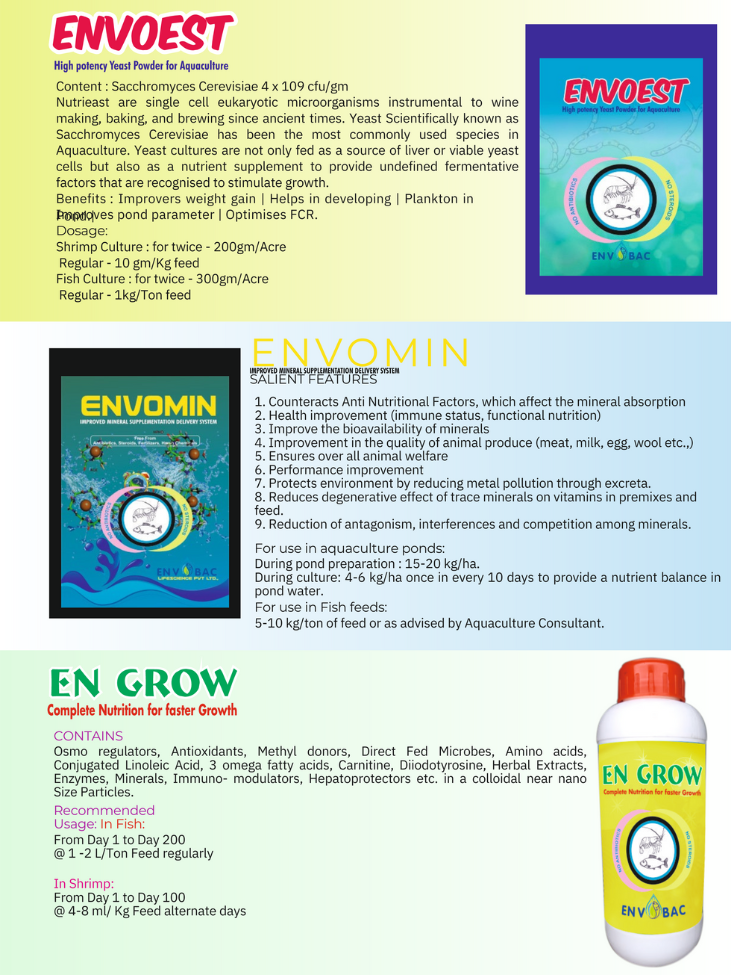 ENVOEST
High potency Yeast Powder for Aquaculture
Content : Sacchromyces Cerevisiae 4 x 109 cfu/gm
Nutrieast are single cell eukaryotic microorganisms instrumental to wine
making, baking, and brewing since ancient times. Yeast Scientifically known as
Sacchromyces Cerevisiae has been the most commonly used species in
Aquaculture. Yeast cultures are not only fed as a source of liver or viable yeast
cells but also as a nutrient supplement to provide undefined fermentative
factors that are recognised to stimulate growth.
Benefits : Improvers weight gain | Helps in developing | Plankton in
Pond |
Improves pond parameter | Optimises FCR.
Dosage:
Shrimp Culture : for twice - 200gm/Acre
Regular - 10 gm/Kg feed
Fish Culture : for twice - 300gm/Acre
Regular - 1kg/Ton feed
ENVOEST
High potency Yeast Powder for Aquaculture
NO ANTIBIOTICS
NO STEROIDS
ENVOBAC
ENVOMIN
IMPROVED MINERAL SUPPLEMENTATION DELIVERY SYSTEM
SALIENT FEATURES
1. Counteracts Anti Nutritional Factors, which affect the mineral absorption
2. Health improvement (immune status, functional nutrition)
3. Improve the bioavailability of minerals
4. Improvement in the quality of animal produce (meat, milk, egg, wool etc.,)
5. Ensures over all animal welfare
6. Performance improvement
7. Protects environment by reducing metal pollution through excreta.
8. Reduces degenerative effect of trace minerals on vitamins in premixes and
feed.
9. Reduction of antagonism, interferences and competition among minerals.
For use in aquaculture ponds:
During pond preparation : 15-20 kg/ha.
During culture: 4-6 kg/ha once in every 10 days to provide a nutrient balance in
pond water.
For use in Fish feeds:
5-10 kg/ton of feed or as advised by Aquaculture Consultant.
ENVOMIN
IMPROVED MINERAL SUPPLEMENTATION DELIVERY SYSTEM
Free From
Antibiotics, Steroids, Fertilizers, Heavy
NO ANTIBIOTICS
NO STEROIDS
ENVOBAC
LIFESCIENCE PVT LTD.
EN GROW
Complete Nutrition for faster Growth
CONTAINS
Osmo regulators, Antioxidants, Methyl donors, Direct Fed Microbes, Amino acids,
Conjugated Linoleic Acid, 3 omega fatty acids, Carnitine, Diiodotyrosine, Herbal Extracts,
Enzymes, Minerals, Immuno- modulators, Hepatoprotectors etc. in a colloidal near nano
Size Particles.
Recommended
Usage: In Fish:
From Day 1 to Day 200
@ 1 -2 L/Ton Feed regularly
In Shrimp:
From Day 1 to Day 100
@ 4-8 ml/ Kg Feed alternate days
EN GROW
Complete Nutrition for faster Growth
NO ANTIBIOTICS
NO STEROIDS
ENVOBAC